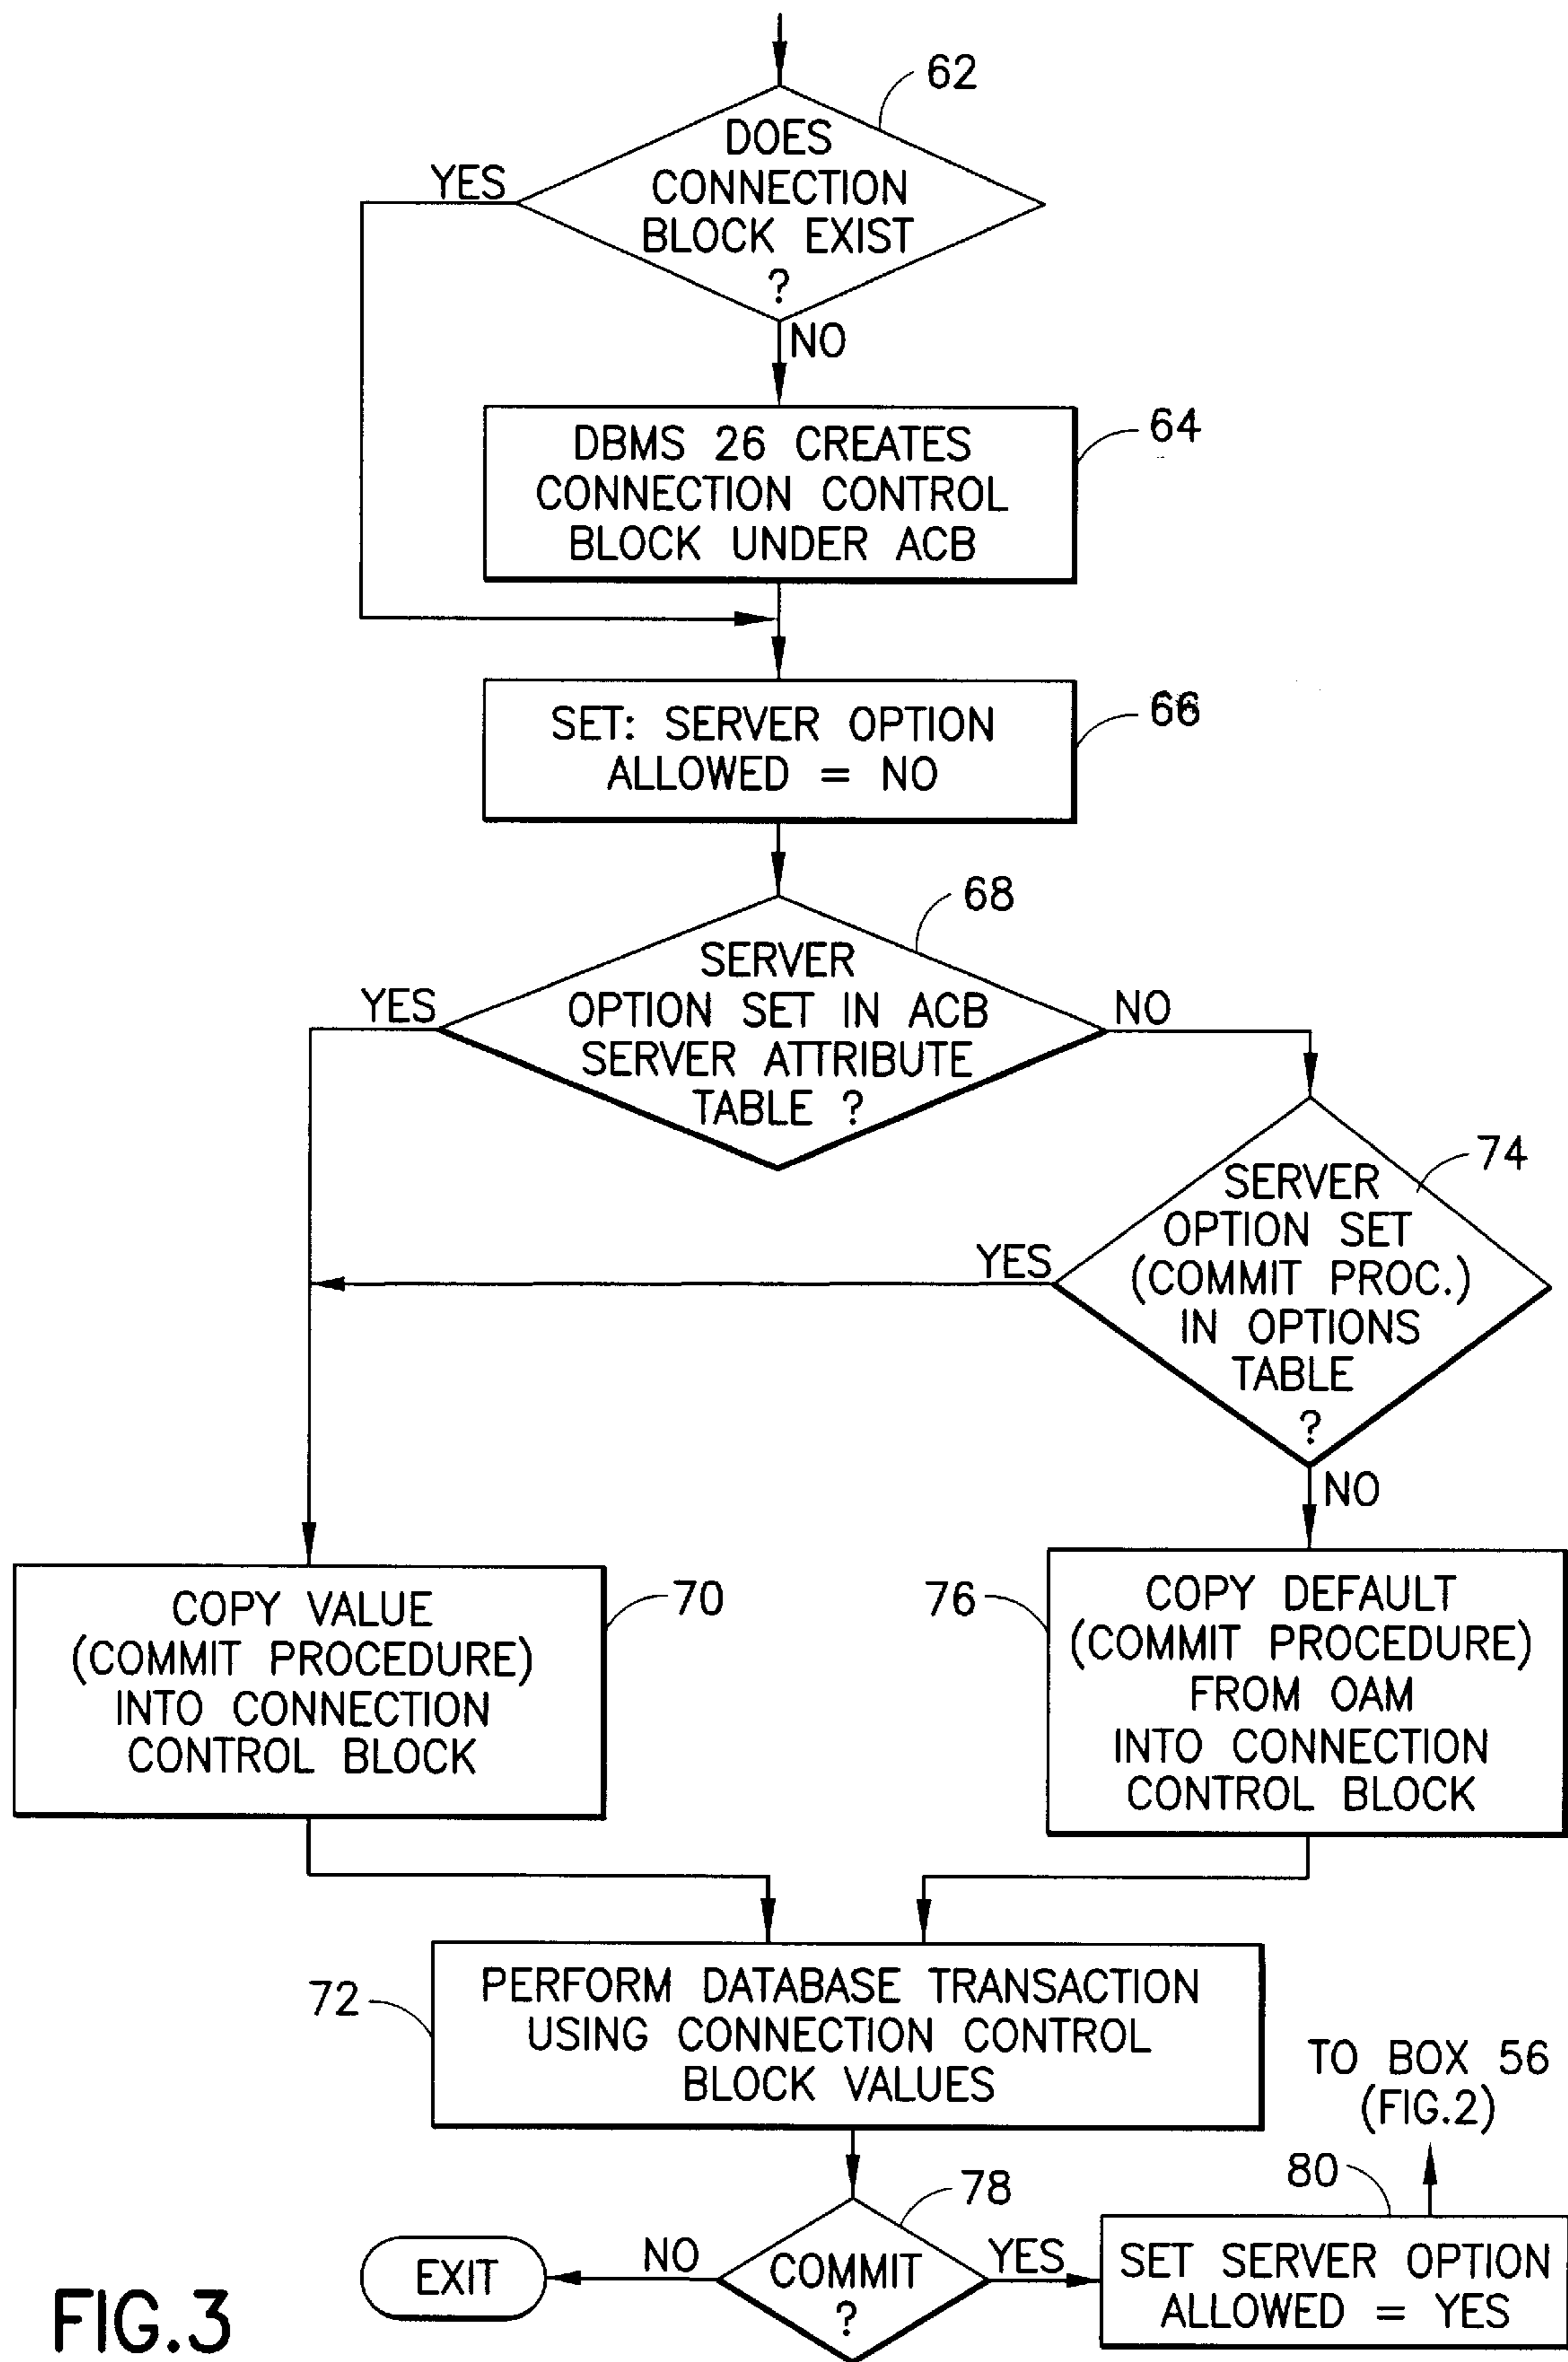 62
DOES
CONNECTION
BLOCK EXIST
?
YES
NO
DBMS 26 CREATES
CONNECTION CONTROL
BLOCK UNDER ACB
64
SET: SERVER OPTION
ALLOWED = NO
66
68
SERVER
OPTION SET IN ACB
SERVER ATTRIBUTE
TABLE ?
YES
NO
74
SERVER
OPTION SET
(COMMIT PROC.)
IN OPTIONS
TABLE
?
YES
NO
COPY VALUE
(COMMIT PROCEDURE)
INTO CONNECTION
CONTROL BLOCK
70
76
COPY DEFAULT
(COMMIT PROCEDURE)
FROM OAM
INTO CONNECTION
CONTROL BLOCK
72
PERFORM DATABASE TRANSACTION
USING CONNECTION CONTROL
BLOCK VALUES
TO BOX 56
(FIG.2)
78
80
EXIT
NO
COMMIT
?
YES
SET SERVER OPTION
ALLOWED = YES
FIG.3